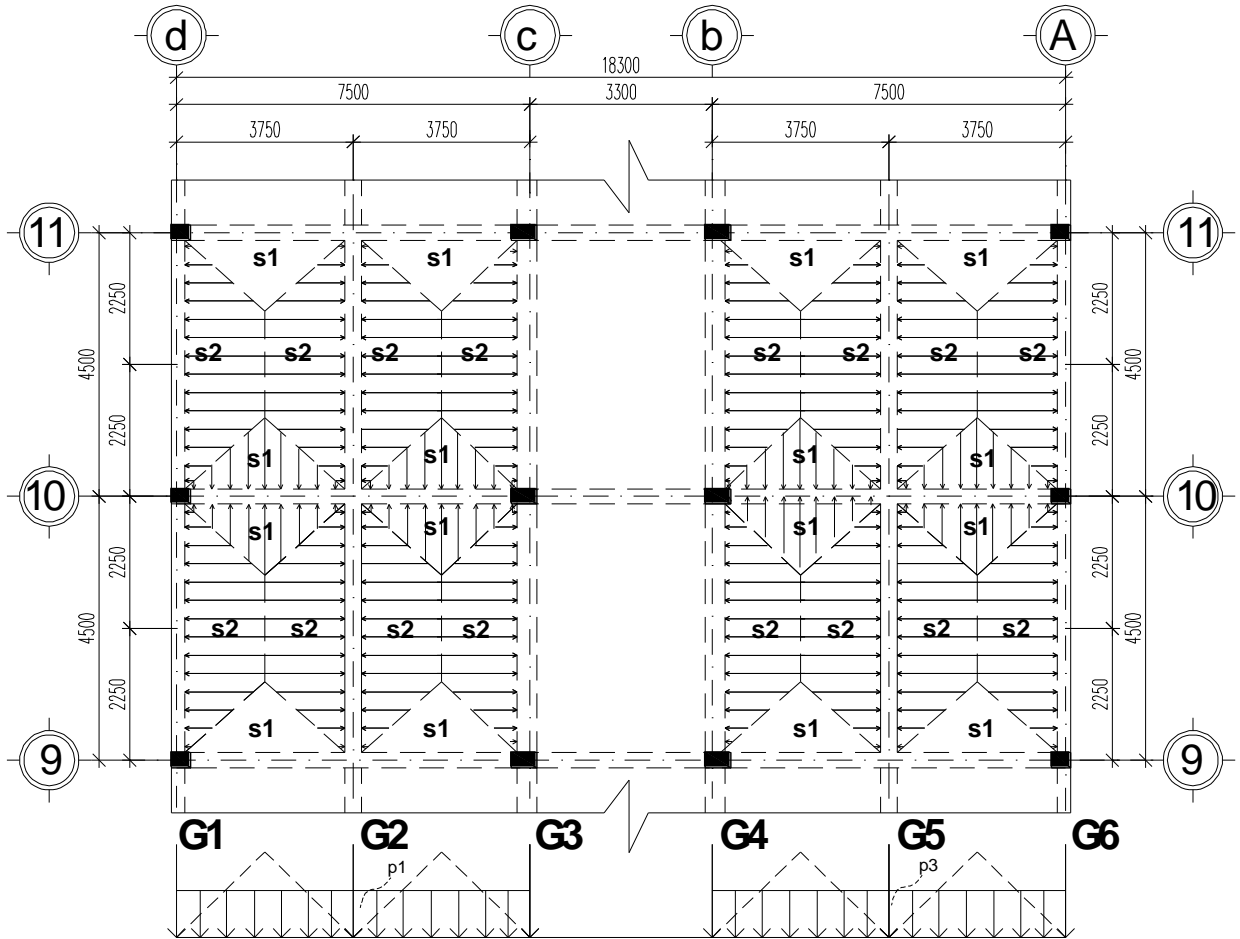 d c b A
18300
7500 3300 7500
3750 3750 3750 3750
11 11
s1 s1 s1 s1
2250 2250
s2 s2 s2 s2 s2 s2 s2 s2
4500 4500
2250 2250
s1 s1 s1 s1
10 10
s1 s1 s1 s1
2250 2250
s2 s2 s2 s2 s2 s2 s2 s2
4500 4500
2250 2250
s1 s1 s1 s1
9 9
G1 G2 G3 G4 G5 G6
p1 p3